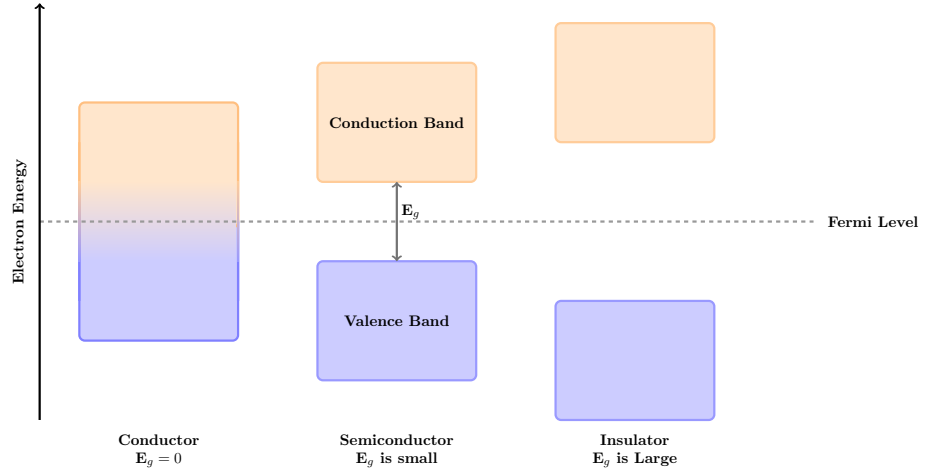 Electron Energy
Conduction Band
E_g
Fermi Level
Valence Band
Conductor
E_g = 0
Semiconductor
E_g is small
Insulator
E_g is Large